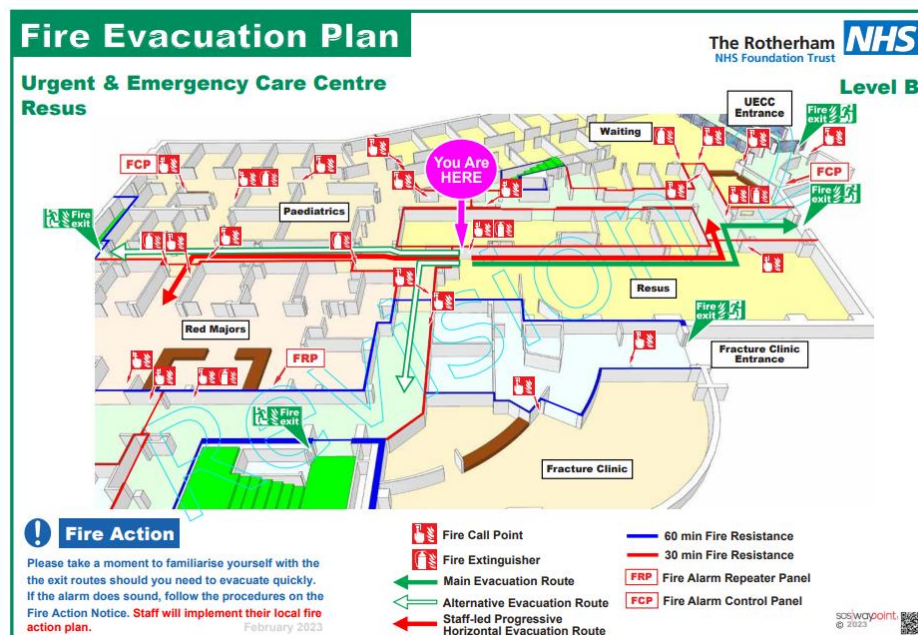 Fire Evacuation Plan
The Rotherham NHS
NHS Foundation Trust
Urgent & Emergency Care Centre
Resus
Level B
UECC
Entrance
Fire
exit
Waiting
FCP
You Are
HERE
FCP
Fire
exit
Paediatrics
Fire
exit
Resus
Red Majors
Fire
exit
Fracture Clinic
Entrance
FRP
Fire
exit
Fracture Clinic
Revision
! Fire Action
Please take a moment to familiarise yourself with the
the exit routes should you need to evacuate quickly.
If the alarm does sound, follow the procedures on the
Fire Action Notice. Staff will implement their local fire
action plan.
February 2023
Fire Call Point
Fire Extinguisher
Main Evacuation Route
Alternative Evacuation Route
Staff-led Progressive
Horizontal Evacuation Route
60 min Fire Resistance
30 min Fire Resistance
FRP Fire Alarm Repeater Panel
FCP Fire Alarm Control Panel
sos|waypoint.
© 2023